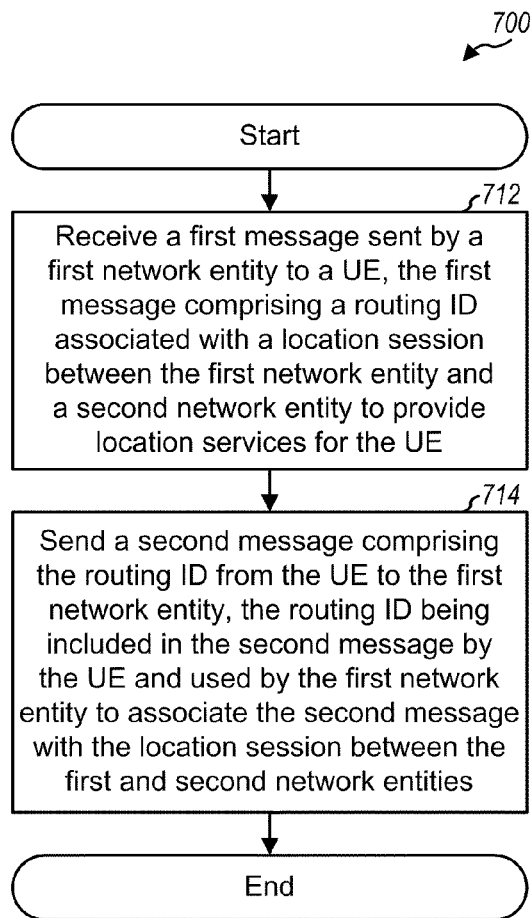 700
Start
712
Receive a first message sent by a
first network entity to a UE, the first
message comprising a routing ID
associated with a location session
between the first network entity and
a second network entity to provide
location services for the UE
714
Send a second message comprising
the routing ID from the UE to the first
network entity, the routing ID being
included in the second message by
the UE and used by the first network
entity to associate the second message
with the location session between the
first and second network entities
End